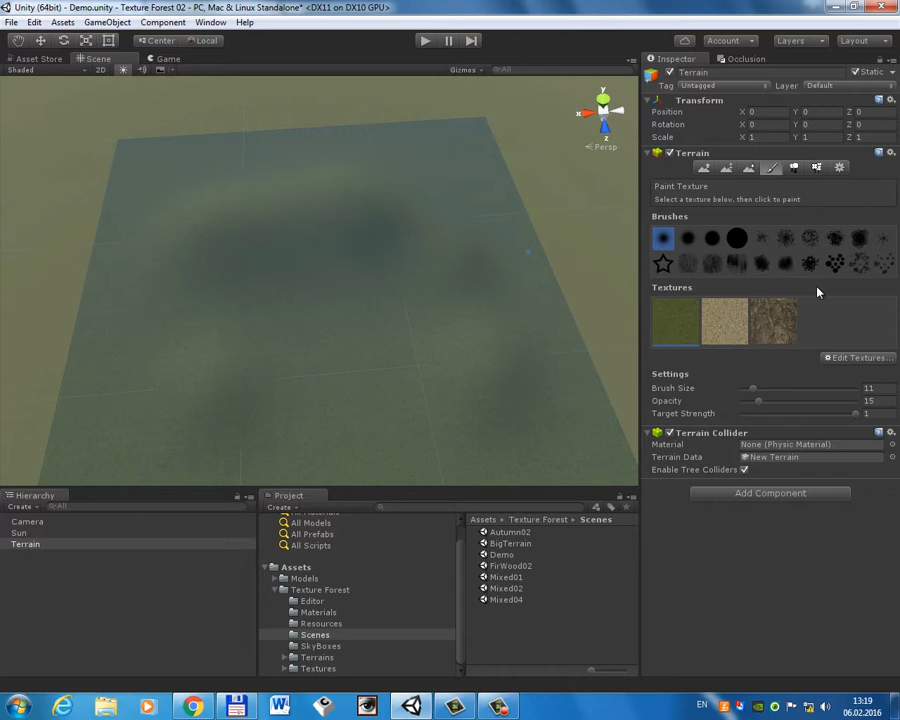 Unity (64bit) - Demo.unity - Texture Forest 02 - PC, Mac & Linux Standalone* <DX11 on DX10 GPU>
File Edit Assets GameObject Component Window Help
Center Local Account Layers Layout
Asset Store Scene Game Inspector Occlusion
Shaded 2D Gizmos All
Terrain Static
Tag Untagged Layer Default
Transform
Position X 0 Y 0 Z 0
Rotation X 0 Y 0 Z 0
Scale X 1 Y 1 Z 1
y
x
z
Persp
Terrain
Paint Texture
Select a texture below, then click to paint
Brushes
Textures
Edit Textures...
Settings
Brush Size 11
Opacity 15
Target Strength 1
Terrain Collider
Material None (Physic Material)
Terrain Data New Terrain
Enable Tree Colliders
Add Component
Hierarchy
Create All
Camera
Sun
Terrain
Project
Create
All Models
All Prefabs
All Scripts
Assets
Models
Texture Forest
Editor
Materials
Resources
Scenes
SkyBoxes
Terrains
Textures
Assets Texture Forest Scenes
Autumn02
BigTerrain
Demo
FirWood02
Mixed01
Mixed02
Mixed04
EN
13:19
06.02.2016